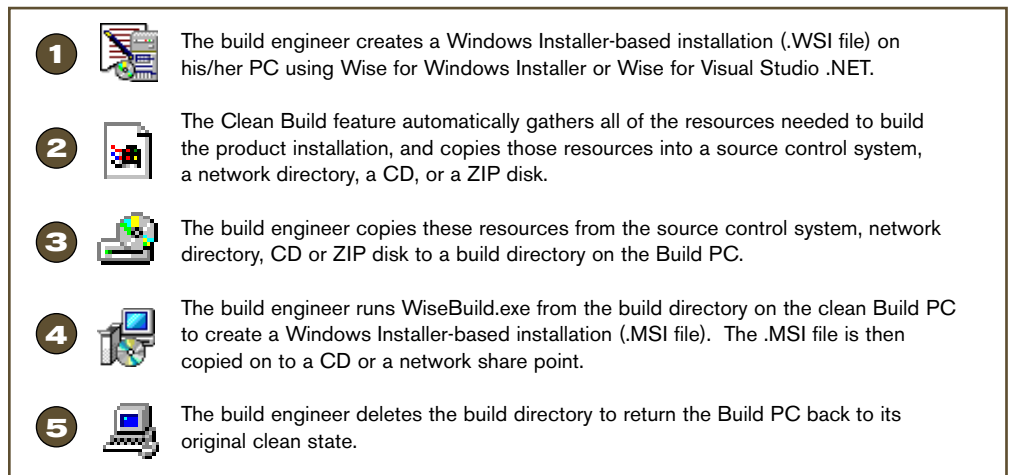 1
The build engineer creates a Windows Installer-based installation (.WSI file) on
his/her PC using Wise for Windows Installer or Wise for Visual Studio .NET.
2
The Clean Build feature automatically gathers all of the resources needed to build
the product installation, and copies those resources into a source control system,
a network directory, a CD, or a ZIP disk.
3
The build engineer copies these resources from the source control system, network
directory, CD or ZIP disk to a build directory on the Build PC.
4
The build engineer runs WiseBuild.exe from the build directory on the clean Build PC
to create a Windows Installer-based installation (.MSI file).  The .MSI file is then
copied on to a CD or a network share point.
5
The build engineer deletes the build directory to return the Build PC back to its
original clean state.